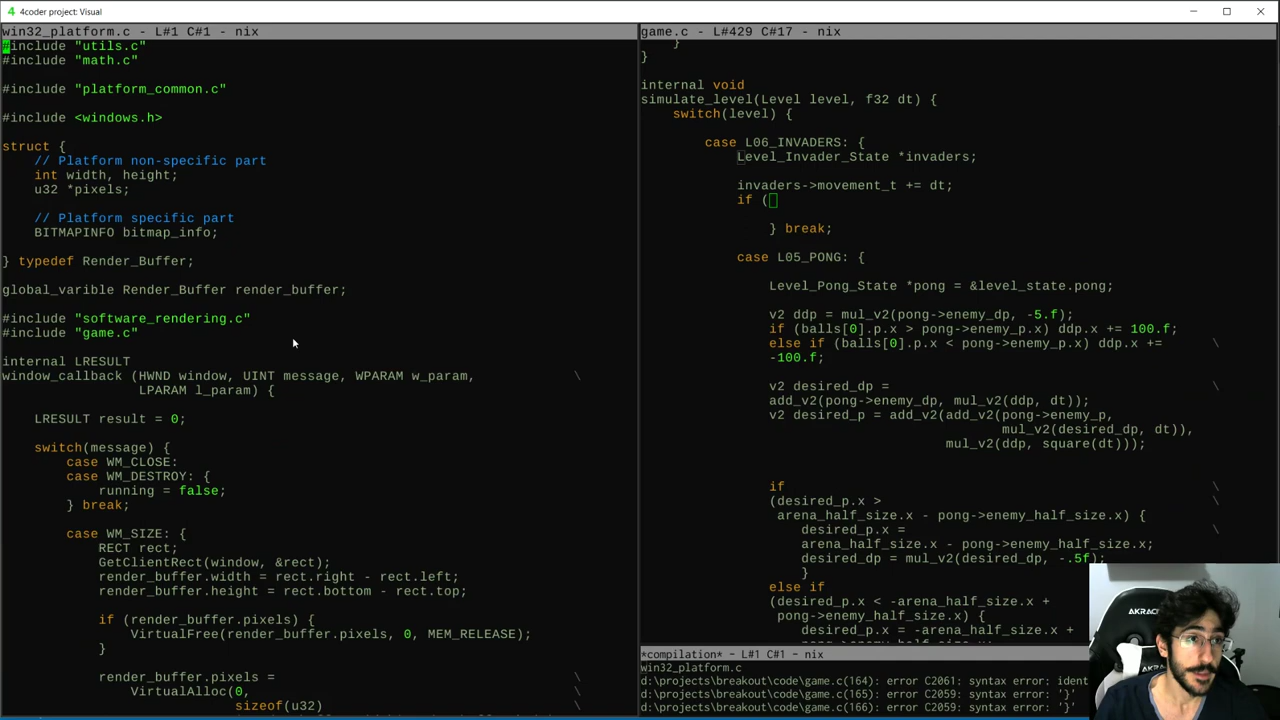 4coder project: Visual
win32_platform.c - L#1 C#1 - nix
#include "utils.c"
#include "math.c"
#include "platform_common.c"
#include <windows.h>
struct {
// Platform non-specific part
int width, height;
u32 *pixels;
// Platform specific part
BITMAPINFO bitmap_info;
} typedef Render_Buffer;
global_varible Render_Buffer render_buffer;
#include "software_rendering.c"
#include "game.c"
internal LRESULT
window_callback (HWND window, UINT message, WPARAM w_param, \
LPARAM l_param) {
LRESULT result = 0;
switch(message) {
case WM_CLOSE:
case WM_DESTROY: {
running = false;
} break;
case WM_SIZE: {
RECT rect;
GetClientRect(window, &rect);
render_buffer.width = rect.right - rect.left;
render_buffer.height = rect.bottom - rect.top;
if (render_buffer.pixels) {
VirtualFree(render_buffer.pixels, 0, MEM_RELEASE);
}
render_buffer.pixels = \
VirtualAlloc(0, \
sizeof(u32) \
game.c - L#429 C#17 - nix
}
}
internal void
simulate_level(Level level, f32 dt) {
switch(level) {
case L06_INVADERS: {
Level_Invader_State *invaders;
invaders->movement_t += dt;
if (
} break;
case L05_PONG: {
Level_Pong_State *pong = &level_state.pong;
v2 ddp = mul_v2(pong->enemy_dp, -5.f);
if (balls[0].p.x > pong->enemy_p.x) ddp.x += 100.f;
else if (balls[0].p.x < pong->enemy_p.x) ddp.x += \
-100.f;
v2 desired_dp = \
add_v2(pong->enemy_dp, mul_v2(ddp, dt));
v2 desired_p = add_v2(add_v2(pong->enemy_p,
mul_v2(desired_dp, dt)),
mul_v2(ddp, square(dt)));
if \
(desired_p.x > \
arena_half_size.x - pong->enemy_half_size.x) {
desired_p.x = \
arena_half_size.x - pong->enemy_half_size.x;
desired_dp = mul_v2(desired_dp, -.5f);
}
else if
(desired_p.x < -arena_half_size.x +
pong->enemy_half_size.x) {
desired_p.x = -arena_half_size.x +
*compilation* - L#1 C#1 - nix
win32_platform.c
d:\projects\breakout\code\game.c(164): error C2061: syntax error: ident
d:\projects\breakout\code\game.c(165): error C2059: syntax error: '}'
d:\projects\breakout\code\game.c(166): error C2059: syntax error: '}'
AKRACING